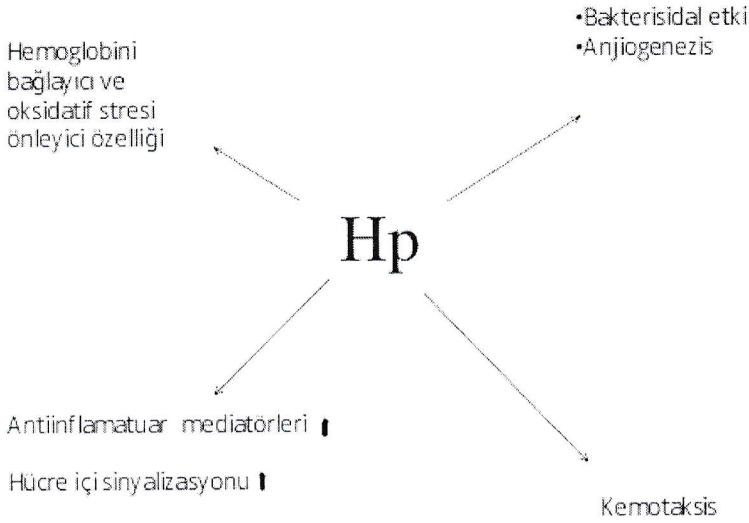 •Bakterisidal etki
•Anjiogenezis
Hemoglobini
bağlayıcı ve
oksidatif stresi
önleyici özelliği
Hp
Antiinflamatuar mediatörleri
Hücre içi sinyalizasyonu
Kemotaksis